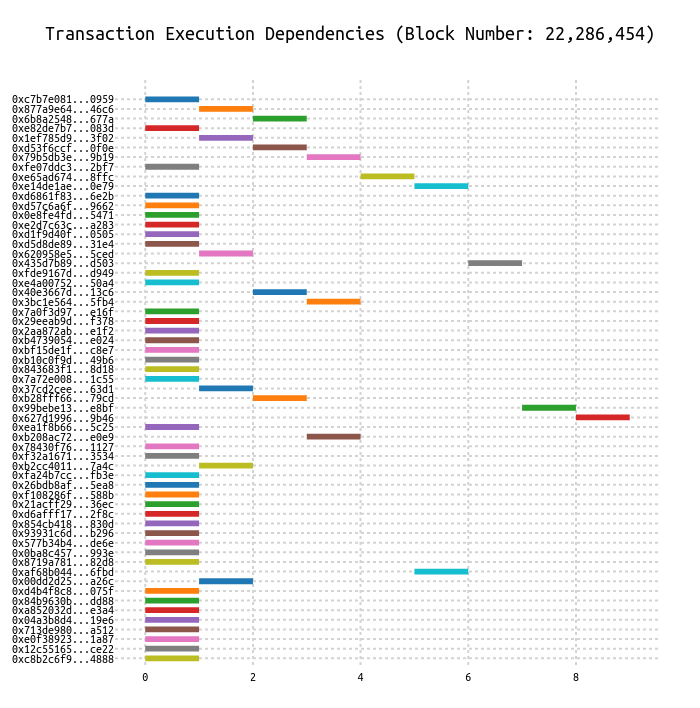 Transaction Execution Dependencies (Block Number: 22,286,454)
0xc7b7e081...0959
0x877a9e64...46c6
0x6b8a2548...677a
0xe82de7b7...083d
0x1ef785d9...3f02
0xd53f6ccf...0f0e
0x79b5db3e...9b19
0xfe07ddc3...2bf7
0xe65ad674...8ffc
0xe14de1ae...0e79
0xd6861f83...6e2b
0xd57c6a6f...9662
0x0e8fe4fd...5471
0xe2d7c63c...a283
0xd1f9d40f...0505
0xd5d8de89...31e4
0x620958e5...5ced
0x435d7b89...d503
0xfde9167d...d949
0xe4a00752...50a4
0x40e3667d...13c6
0x3bc1e564...5fb4
0x7a0f3d97...e16f
0x29eeab9d...f378
0x2aa872ab...e1f2
0xb4739054...e024
0xbf15de1f...c8e7
0xb10c0f9d...49b6
0x843683f1...8d18
0x7a72e008...1c55
0x37cd2cee...63d1
0xb28fff66...79cd
0x99bebe13...e8bf
0x627d1996...9b46
0xea1f8b66...5c25
0xb208ac72...e0e9
0x78430f76...1127
0xf32a1671...3534
0xb2cc4011...7a4c
0xfa24b7cc...fb3e
0x26bdb8af...5ea8
0xf108286f...588b
0x21acff29...36ec
0xd6afff17...2f8c
0x854cb418...830d
0x93931c6d...b296
0x577b34b4...de6e
0x0ba8c457...993e
0x8719a781...82d8
0xaf68b044...6fbd
0x00dd2d25...a26c
0xd4b4f8c8...075f
0x84b9630b...dd88
0xa852032d...e3a4
0x04a3b8d4...19e6
0x713de980...a512
0xe0f38923...1a87
0x12c55165...ce22
0xc8b2c6f9...4888
0 2 4 6 8